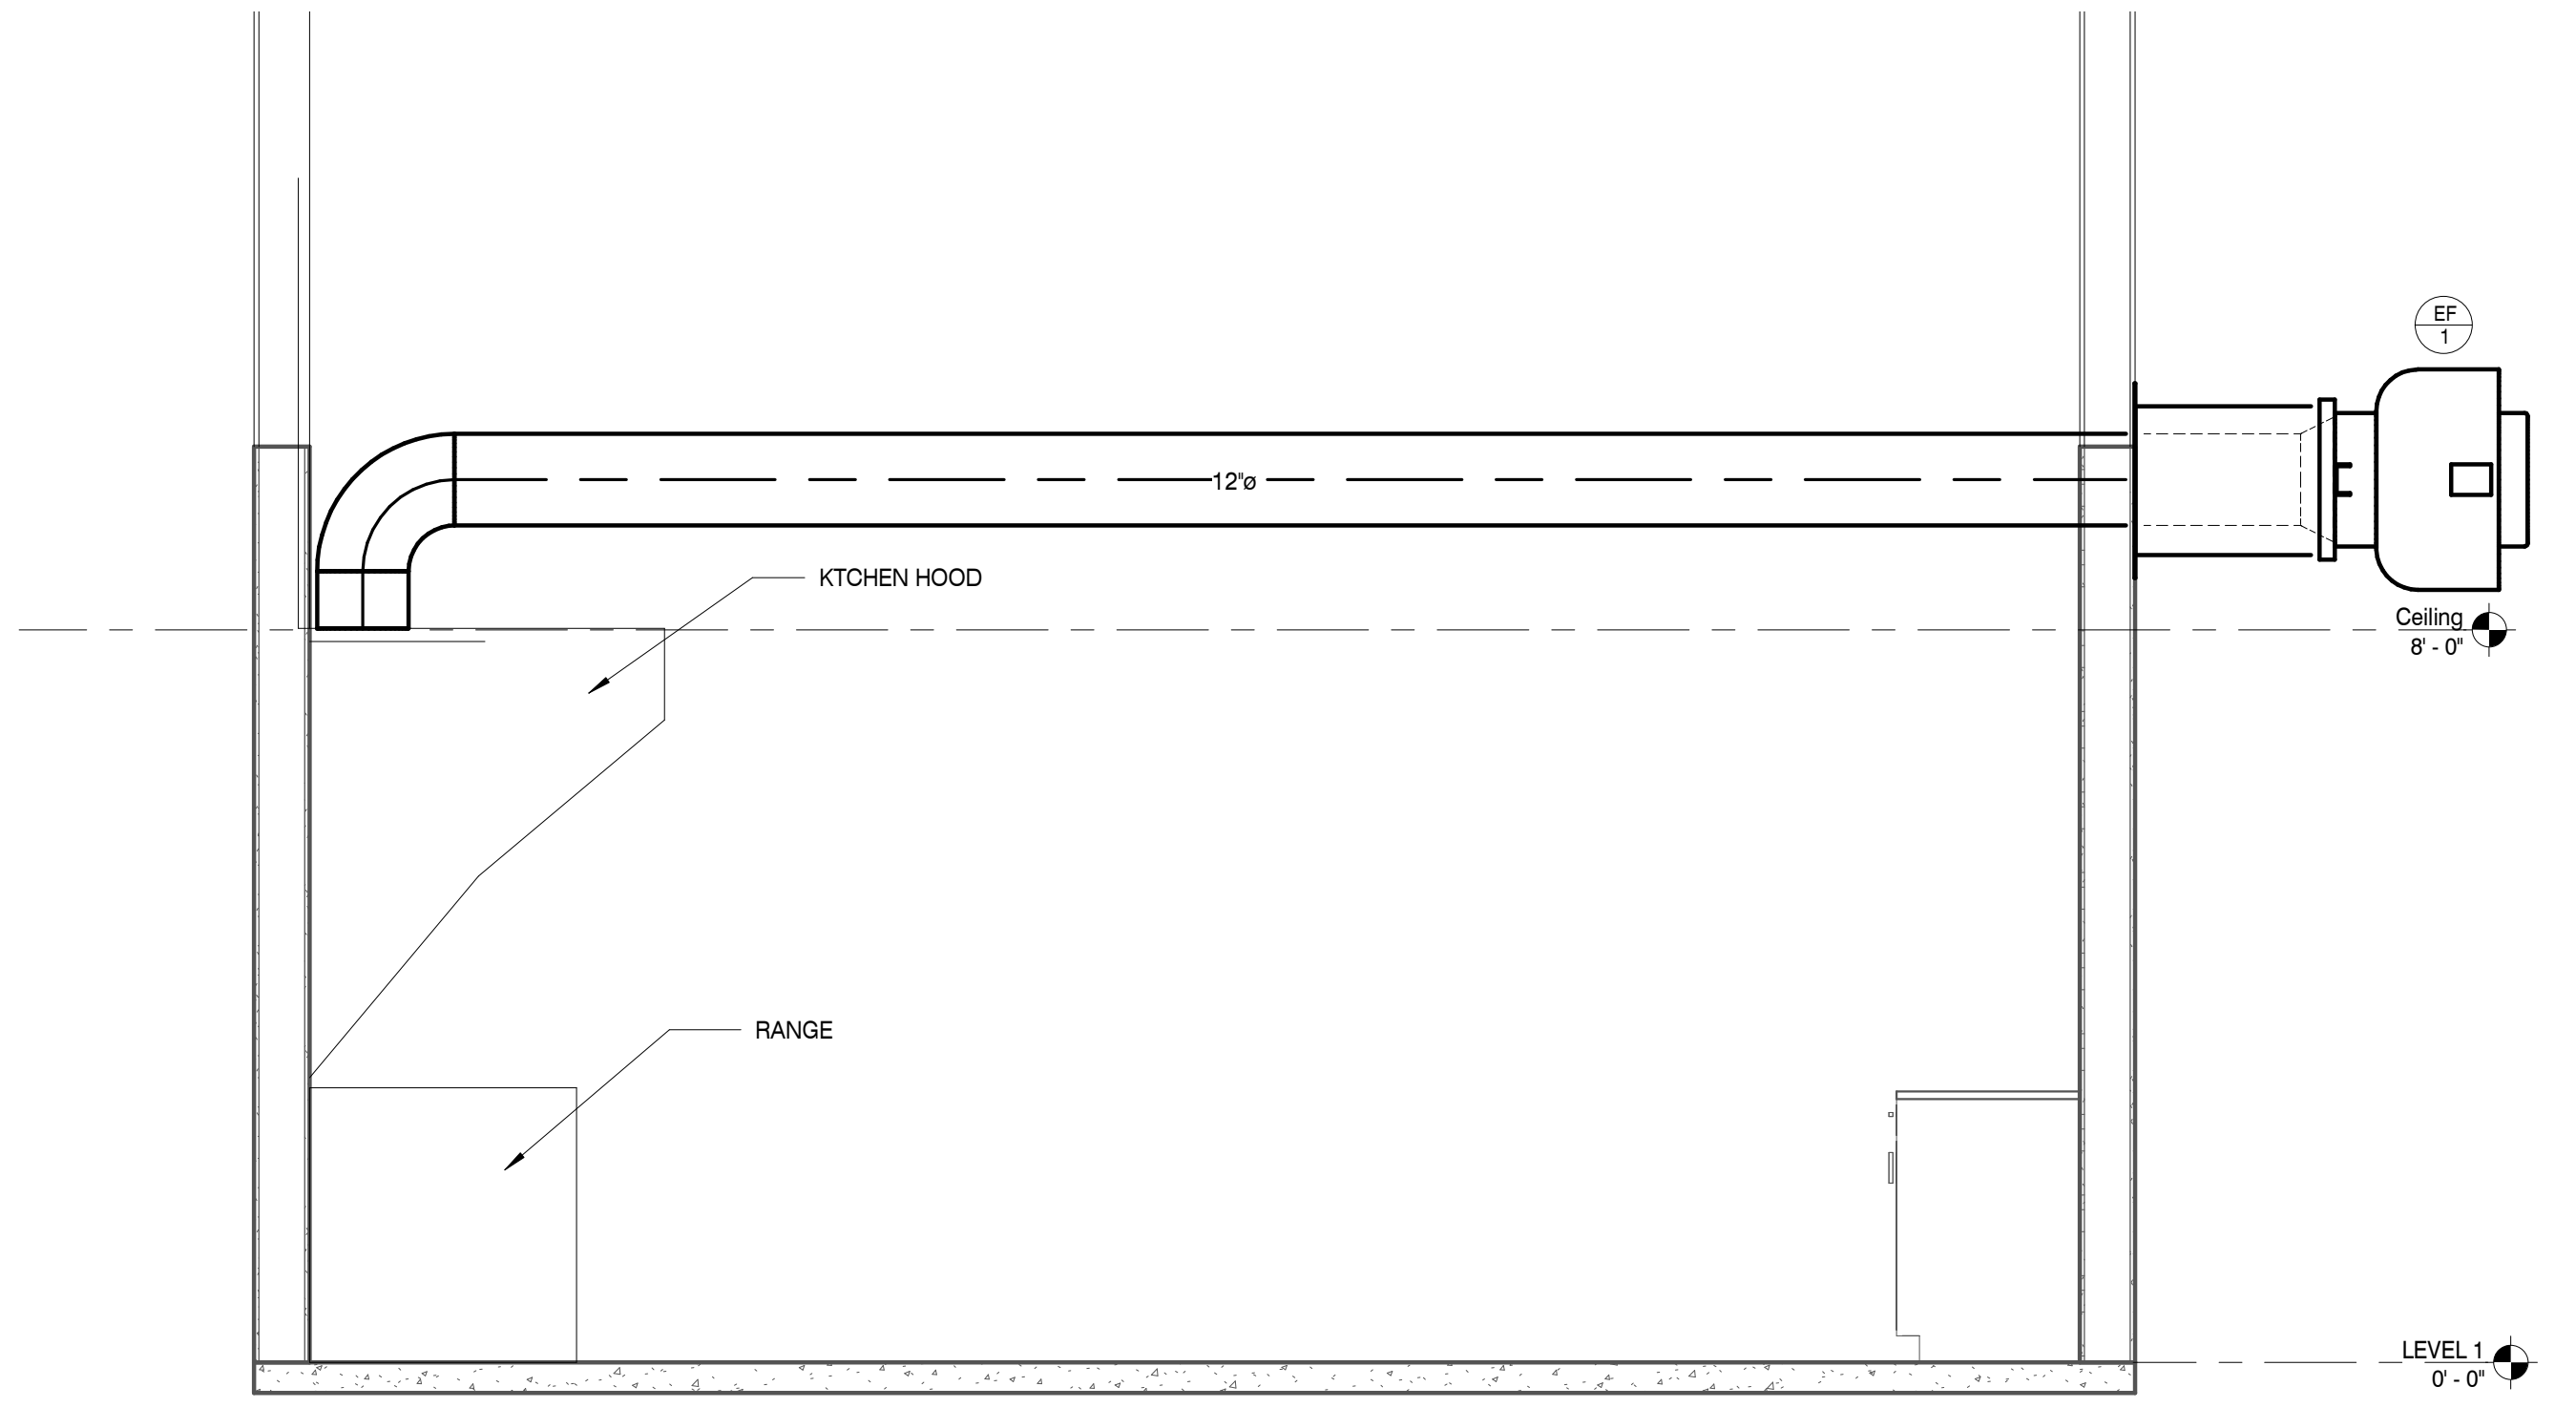 EF
1
12"ø
KTCHEN HOOD
Ceiling
8' - 0"
RANGE
LEVEL 1
0' - 0"